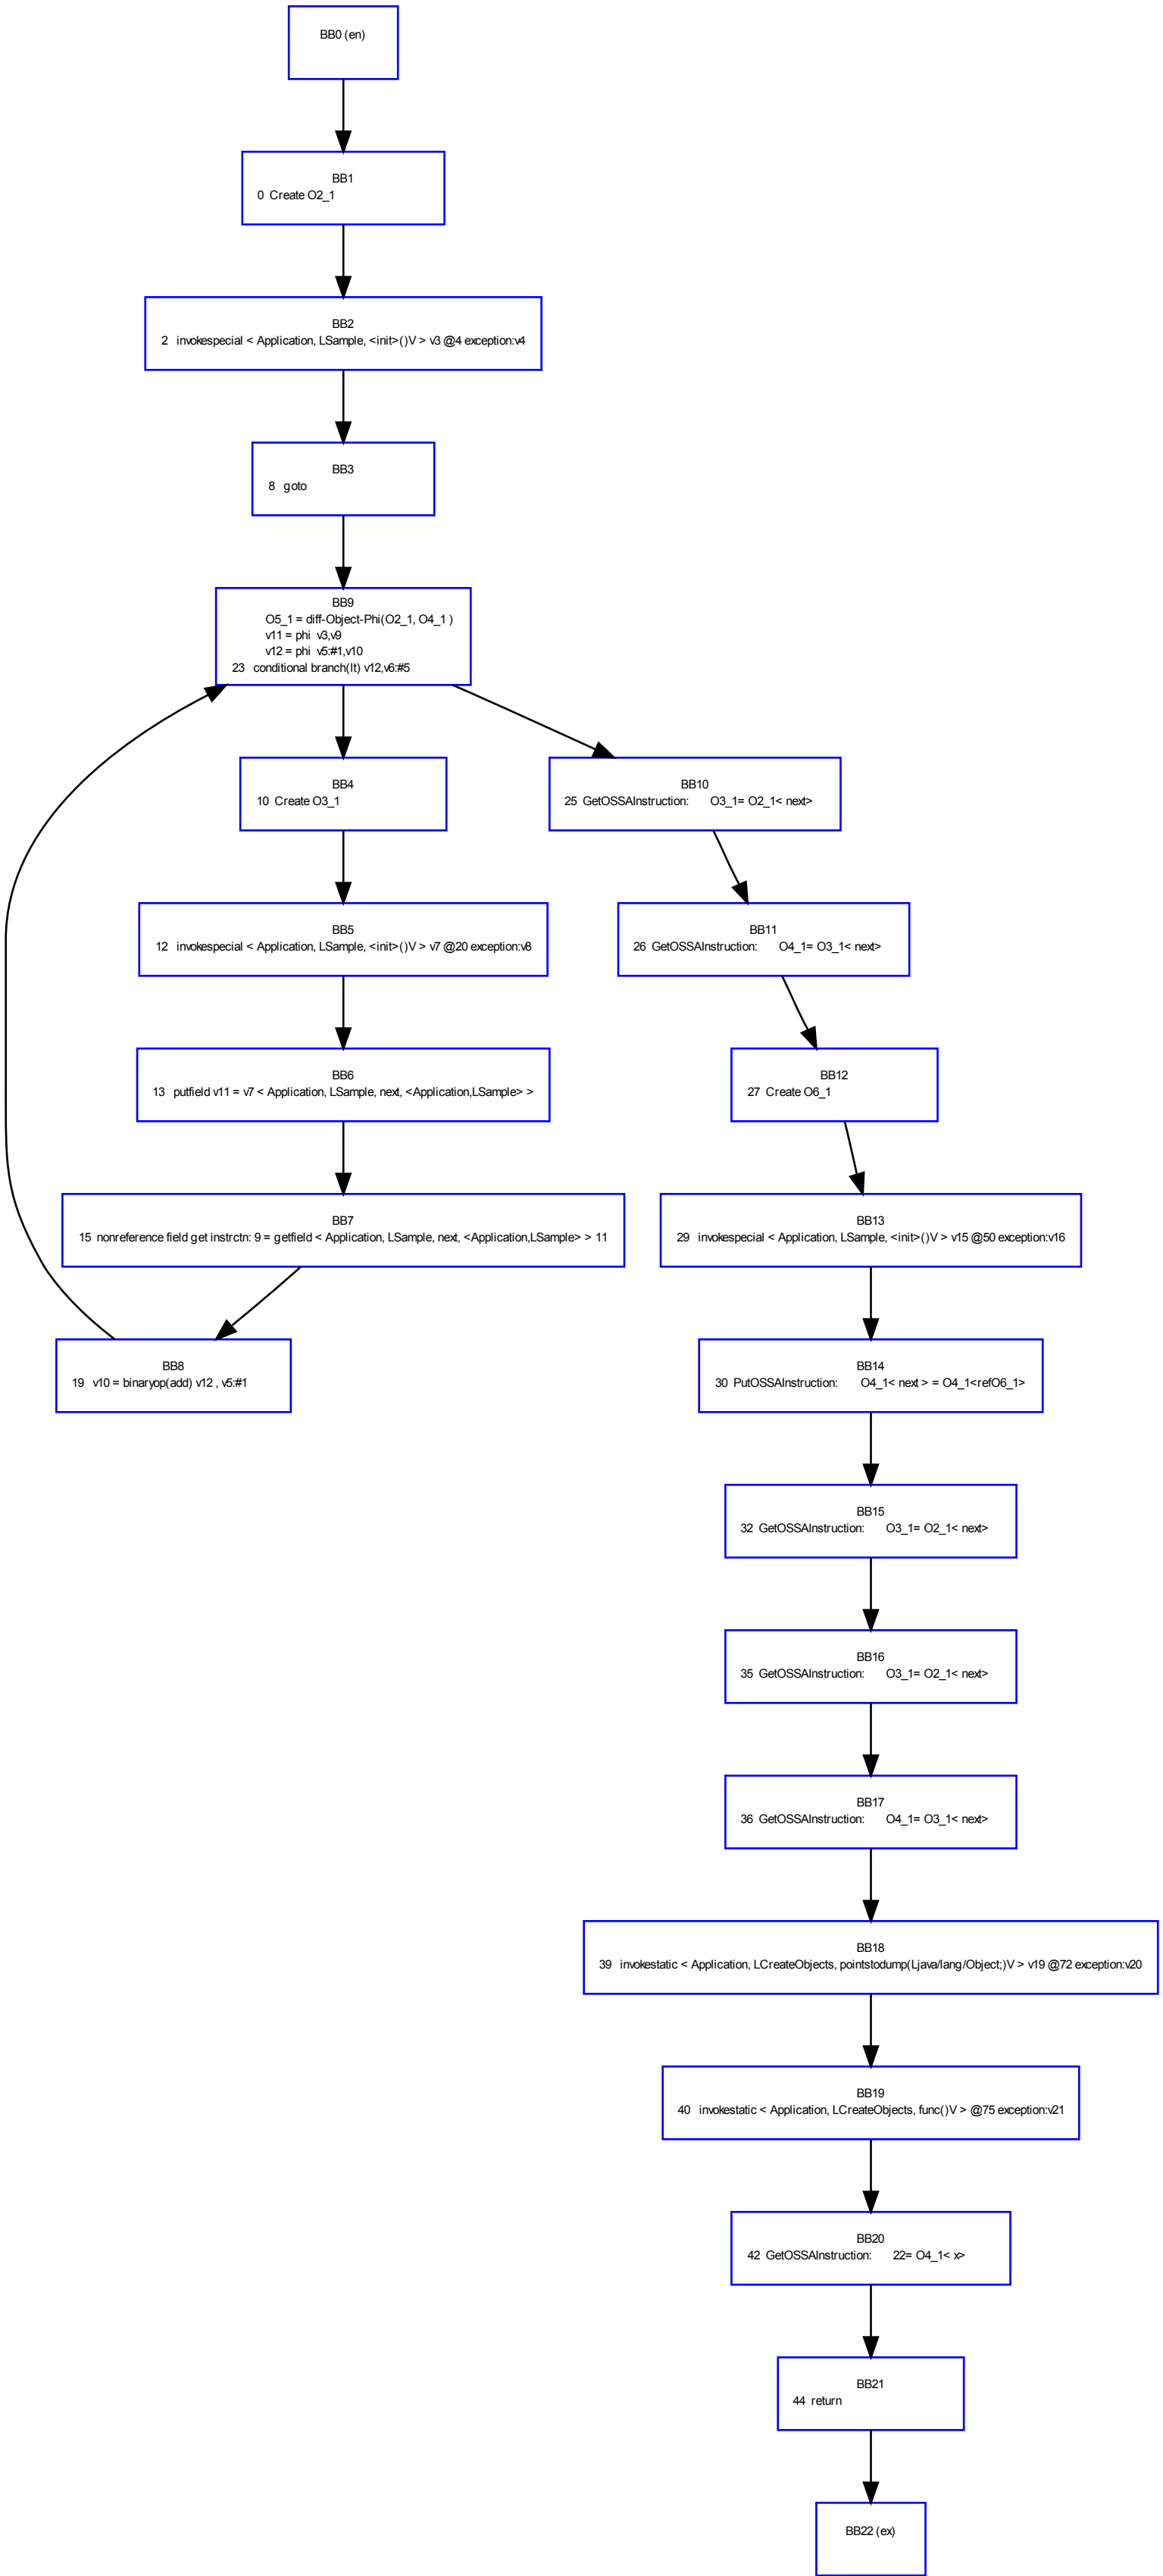 BB0 (en)
BB1
0 Create O2_1
BB2
2 invokespecial < Application, LSample, <init>()V > v3 @4 exception:v4
BB3
8 goto
BB9
O5_1 = diff-Object-Phi(O2_1, O4_1 )
v11 = phi v3,v9
v12 = phi v5:#1,v10
23 conditional branch(lt) v12,v6:#5
BB4
10 Create O3_1
BB10
25 GetOSSAInstruction: O3_1= O2_1< next>
BB5
12 invokespecial < Application, LSample, <init>()V > v7 @20 exception:v8
BB11
26 GetOSSAInstruction: O4_1= O3_1< next>
BB6
13 putfield v11 = v7 < Application, LSample, next, <Application,LSample> >
BB12
27 Create O6_1
BB7
15 nonreference field get instrctn: 9 = getfield < Application, LSample, next, <Application,LSample> > 11
BB13
29 invokespecial < Application, LSample, <init>()V > v15 @50 exception:v16
BB8
19 v10 = binaryop(add) v12 , v5:#1
BB14
30 PutOSSAInstruction: O4_1< next > = O4_1<refO6_1>
BB15
32 GetOSSAInstruction: O3_1= O2_1< next>
BB16
35 GetOSSAInstruction: O3_1= O2_1< next>
BB17
36 GetOSSAInstruction: O4_1= O3_1< next>
BB18
39 invokestatic < Application, LCreateObjects, pointstodump(Ljava/lang/Object;)V > v19 @72 exception:v20
BB19
40 invokestatic < Application, LCreateObjects, func()V > @75 exception:v21
BB20
42 GetOSSAInstruction: 22= O4_1< x>
BB21
44 return
BB22 (ex)